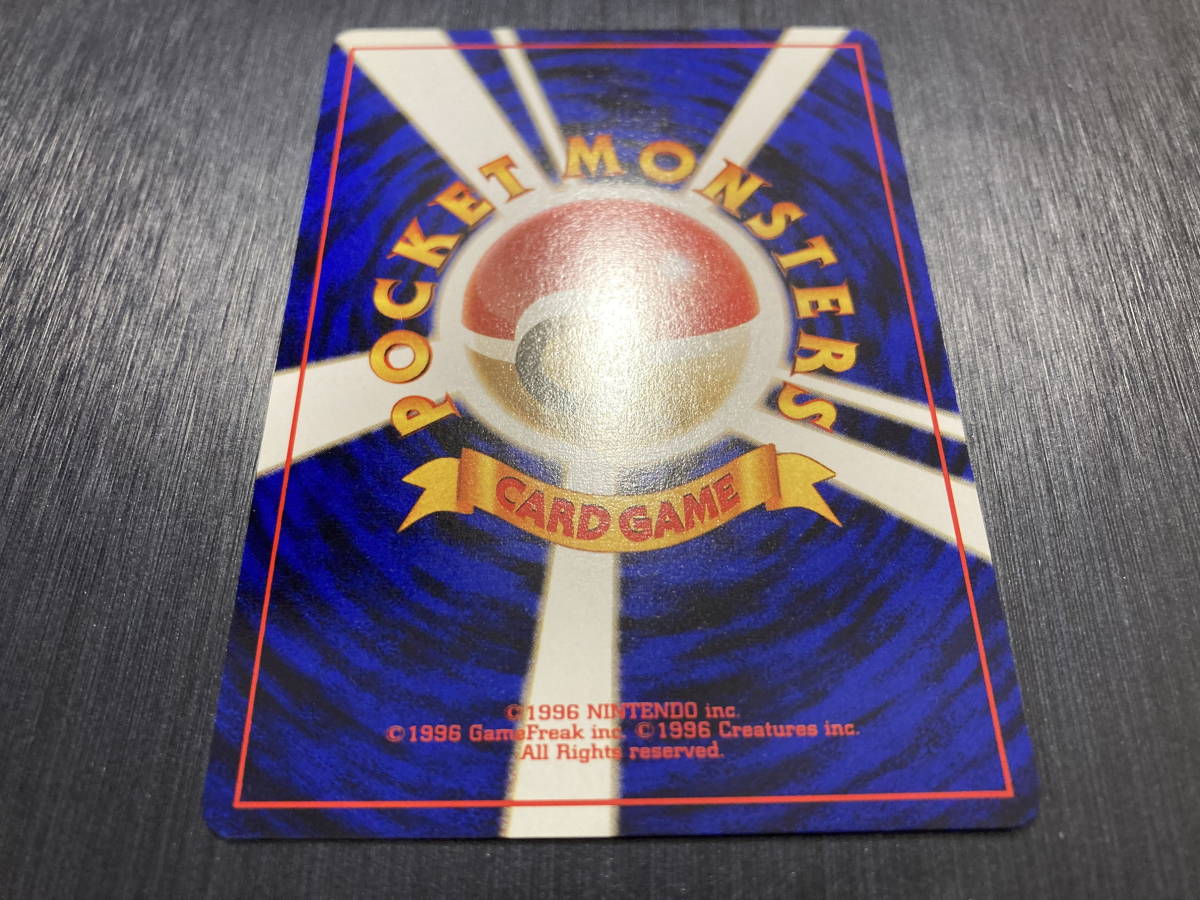 POCKET MONSTERS
CARD GAME
©1996 NINTENDO inc.
©1996 GameFreak inc. ©1996 Creatures inc.
All Rights reserved.